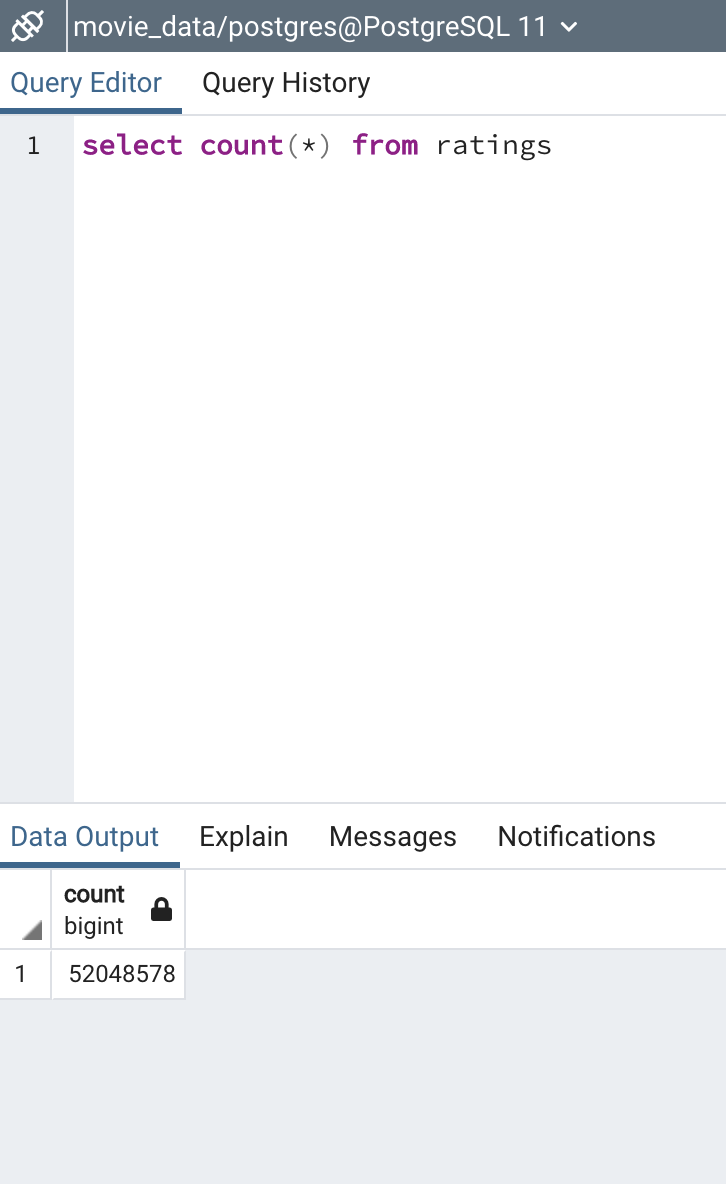 movie_data/postgres@PostgreSQL 11
Query Editor Query History
1 select count(*) from ratings
Data Output Explain Messages Notifications
count
bigint
1 52048578